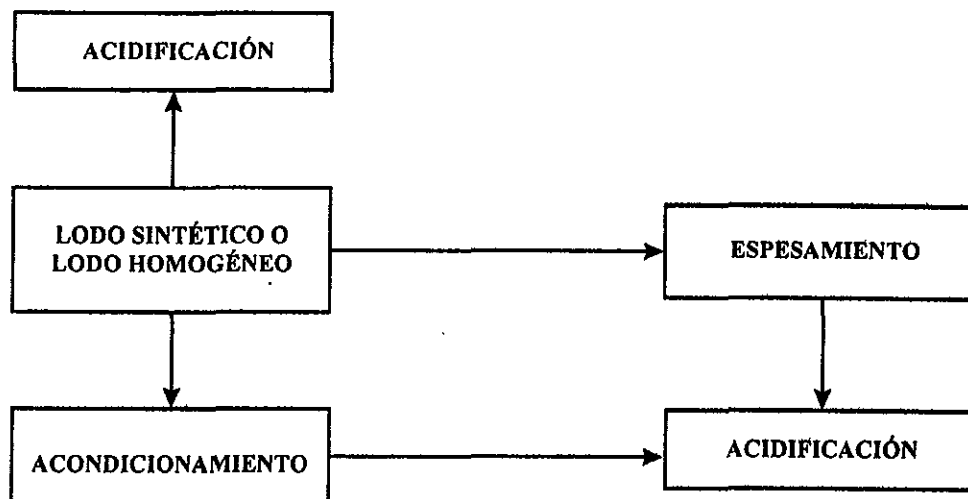 ACIDIFICACIÓN
LODO SINTÉTICO O
LODO HOMOGÉNEO
ESPESAMIENTO
ACONDICIONAMIENTO
ACIDIFICACIÓN